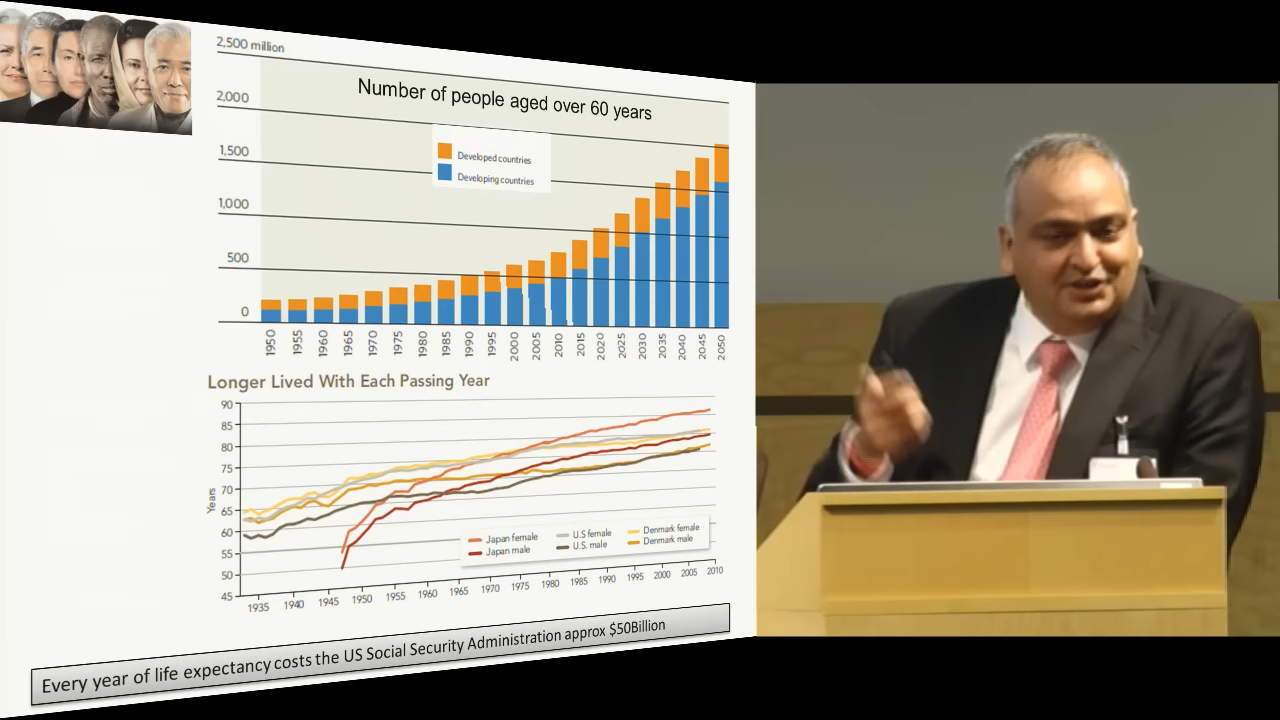 2,500 million
Number of people aged over 60 years
2,000
1,500
1,000
500
0
Developed countries
Developing countries
1950 1955 1960 1965 1970 1975 1980 1985 1990 1995 2000 2005 2010 2015 2020 2025 2030 2035 2040 2045 2050
Longer Lived With Each Passing Year
90
85
80
75
70
65
60
55
50
45
Years
Japan female U.S female Denmark female
Japan male U.S. male Denmark male
1935 1940 1945 1950 1955 1960 1965 1970 1975 1980 1985 1990 1995 2000 2005 2010
Every year of life expectancy costs the US Social Security Administration approx $50Billion